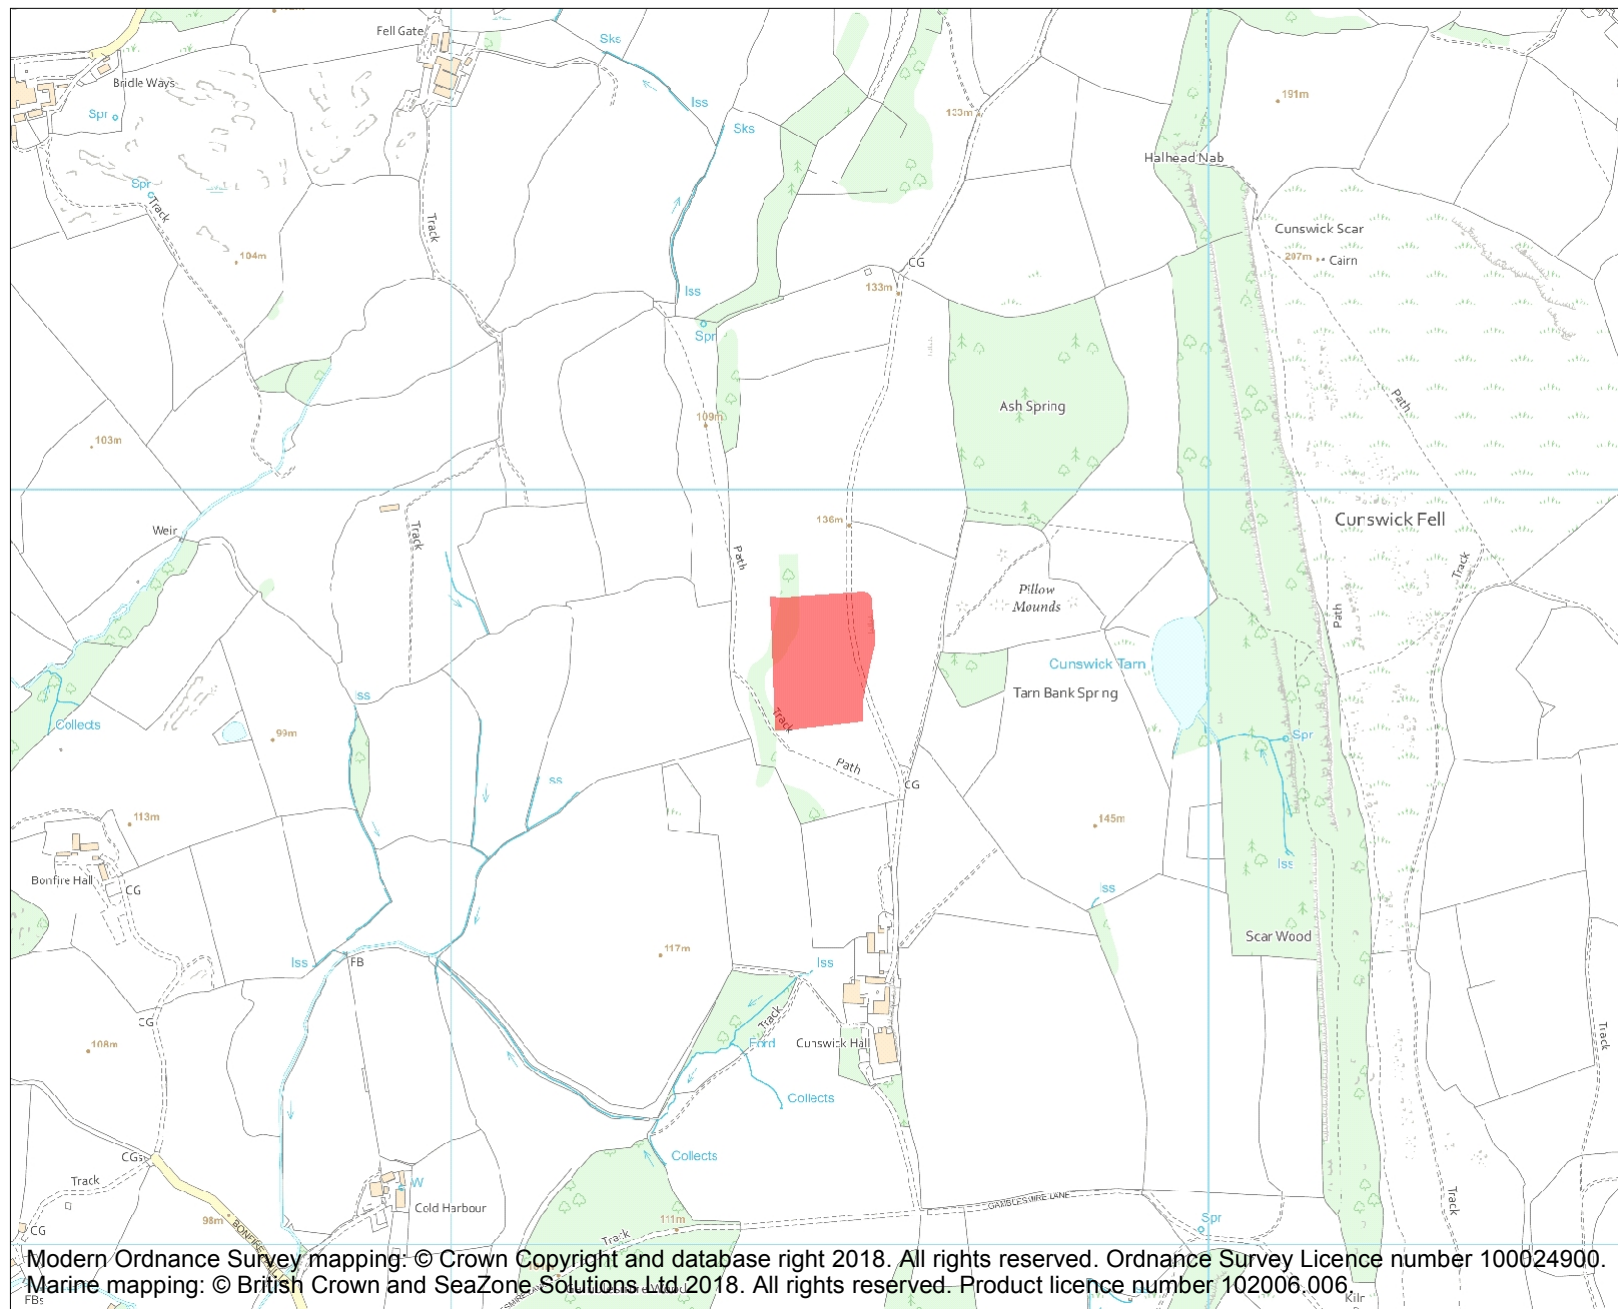 Fell Gate
Sks
Bridle Ways
Spr
Iss
Sks
133m
191m
Halhead Nab
Spr
Track
Track
Cunswick Scar
104m
207m
Cairn
CG
133m
Iss
Spr
Path
109m
Ash Spring
103m
136m
Cunswick Fell
Weir
Track
Path
Track
Pillow
Mounds
Path
Cunswick Tarn
Tarn Bank Spring
Iss
Collects
99m
Track
Spr
Path
CG
Iss
113m
145m
Bonfire Hall
CG
Iss
Iss
Scar Wood
117m
Iss
FB
Iss
Track
CG
Ford
Cunswick Hall
Track
108m
Collects
CGs
Collects
Track
W
Cold Harbour
GAMBLESMIRE LANE
Track
98m
111m
Spr
CG
Track
Modern Ordnance Survey mapping: © Crown Copyright and database right 2018. All rights reserved. Ordnance Survey Licence number 100024900.
Marine mapping: © British Crown and SeaZone Solutions Ltd 2018. All rights reserved. Product licence number 102006.006.
FBs
Kiln